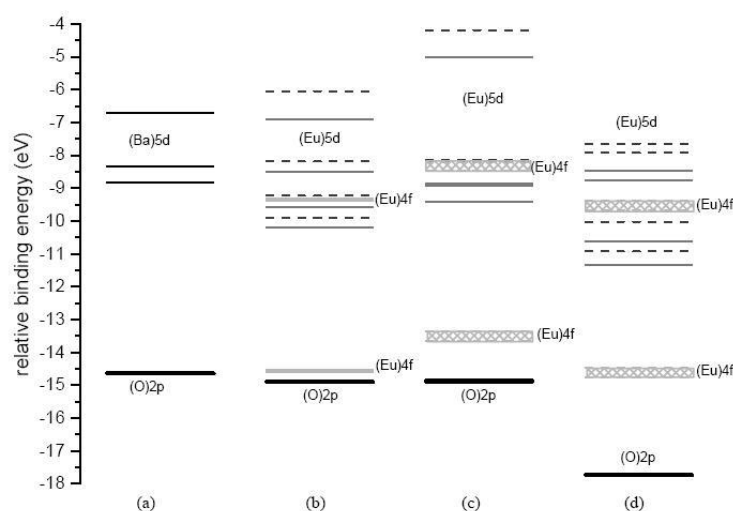 relative binding energy (eV)
-4
-5
-6
-7
-8
-9
-10
-11
-12
-13
-14
-15
-16
-17
-18
(Ba)5d
(O)2p
(a)
(Eu)5d
(Eu)4f
(Eu)4f
(O)2p
(b)
(Eu)5d
(Eu)4f
(Eu)4f
(O)2p
(c)
(Eu)5d
(Eu)4f
(Eu)4f
(O)2p
(d)